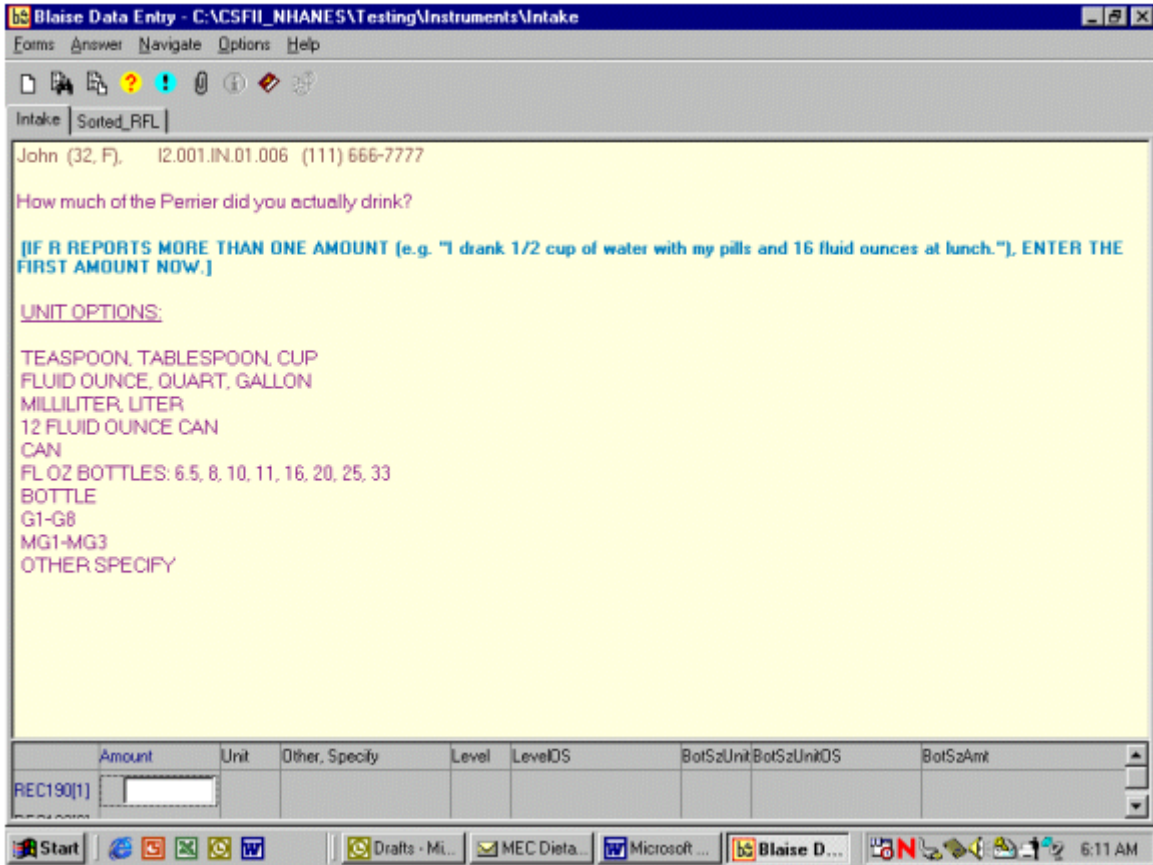 Blaise Data Entry - C:\CSFII_NHANES\Testing\Instruments\Intake
Forms Answer Navigate Options Help
Intake Sorted_RFL
John (32, F), I2.001.IN.01.006 (111) 666-7777
How much of the Perrier did you actually drink?
[IF R REPORTS MORE THAN ONE AMOUNT (e.g. "I drank 1/2 cup of water with my pills and 16 fluid ounces at lunch."), ENTER THE
FIRST AMOUNT NOW.]
UNIT OPTIONS:
TEASPOON, TABLESPOON, CUP
FLUID OUNCE, QUART, GALLON
MILLILITER, LITER
12 FLUID OUNCE CAN
CAN
FL OZ BOTTLES: 6.5, 8, 10, 11, 16, 20, 25, 33
BOTTLE
G1-G8
MG1-MG3
OTHER SPECIFY
Amount Unit Other, Specify Level LevelOS BotSzUnit BotSzUnitOS BotSzAmt
REC190[1]
Start Drafts - Mi... MEC Dieta... Microsoft ... Blaise D... 6:11 AM